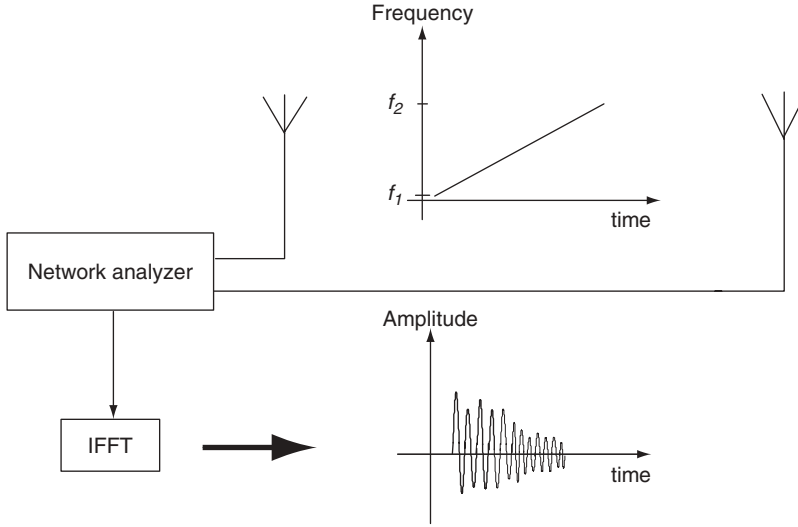 Frequency
f2
f1
time
Network analyzer
Amplitude
IFFT
time